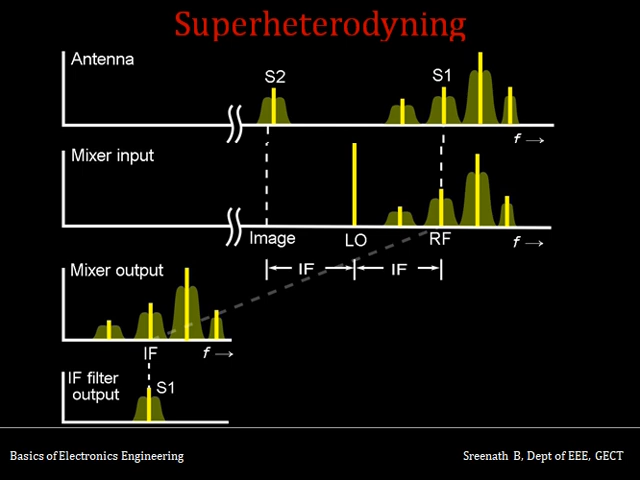 Superheterodyning
Antenna
S2
S1
f →
Mixer input
Image
LO
RF
f →
IF
IF
Mixer output
IF
f →
IF filter
output
S1
Basics of Electronics Engineering
Sreenath B, Dept of EEE, GECT